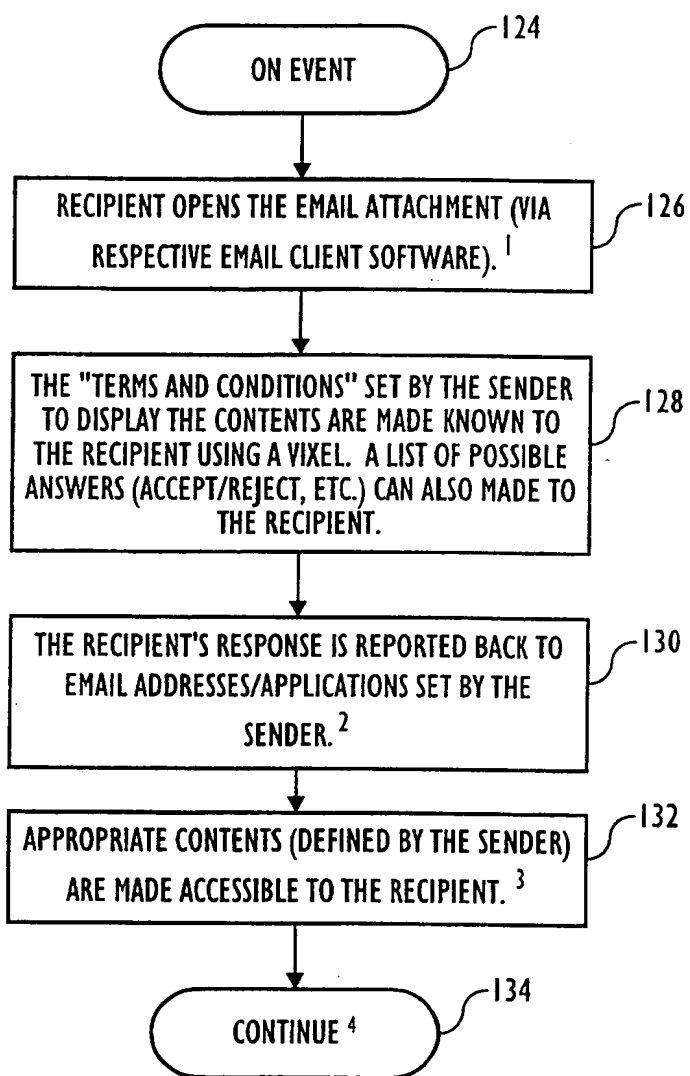 124
ON EVENT
RECIPIENT OPENS THE EMAIL ATTACHMENT (VIA
RESPECTIVE EMAIL CLIENT SOFTWARE). 1
126
THE "TERMS AND CONDITIONS" SET BY THE SENDER
TO DISPLAY THE CONTENTS ARE MADE KNOWN TO
THE RECIPIENT USING A VIXEL. A LIST OF POSSIBLE
ANSWERS (ACCEPT/REJECT, ETC.) CAN ALSO MADE TO
THE RECIPIENT.
128
THE RECIPIENT'S RESPONSE IS REPORTED BACK TO
EMAIL ADDRESSES/APPLICATIONS SET BY THE
SENDER. 2
130
APPROPRIATE CONTENTS (DEFINED BY THE SENDER)
ARE MADE ACCESSIBLE TO THE RECIPIENT. 3
132
CONTINUE 4
134